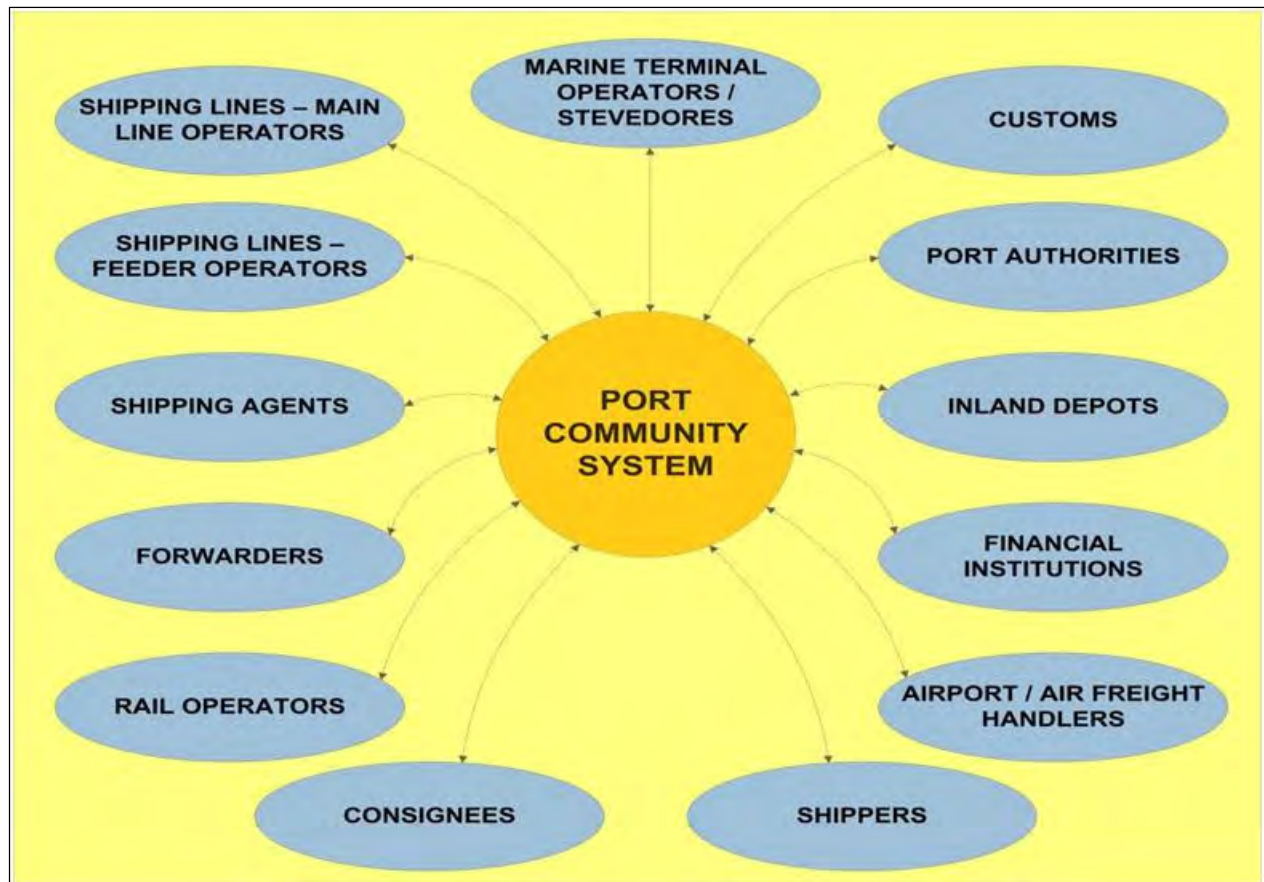 SHIPPING LINES – MAIN
LINE OPERATORS
MARINE TERMINAL
OPERATORS /
STEVEDORES
CUSTOMS
SHIPPING LINES –
FEEDER OPERATORS
PORT AUTHORITIES
SHIPPING AGENTS
PORT
COMMUNITY
SYSTEM
INLAND DEPOTS
FORWARDERS
FINANCIAL
INSTITUTIONS
RAIL OPERATORS
AIRPORT / AIR FREIGHT
HANDLERS
CONSIGNEES
SHIPPERS